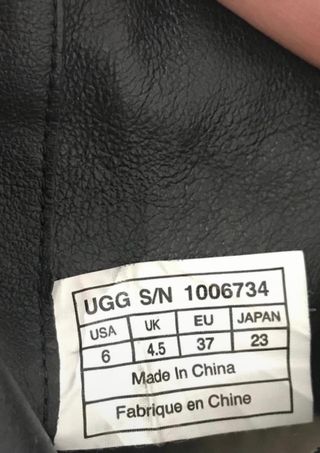 UGG S/N 1006734
USA UK EU JAPAN
6 4.5 37 23
Made In China
Fabrique en Chine